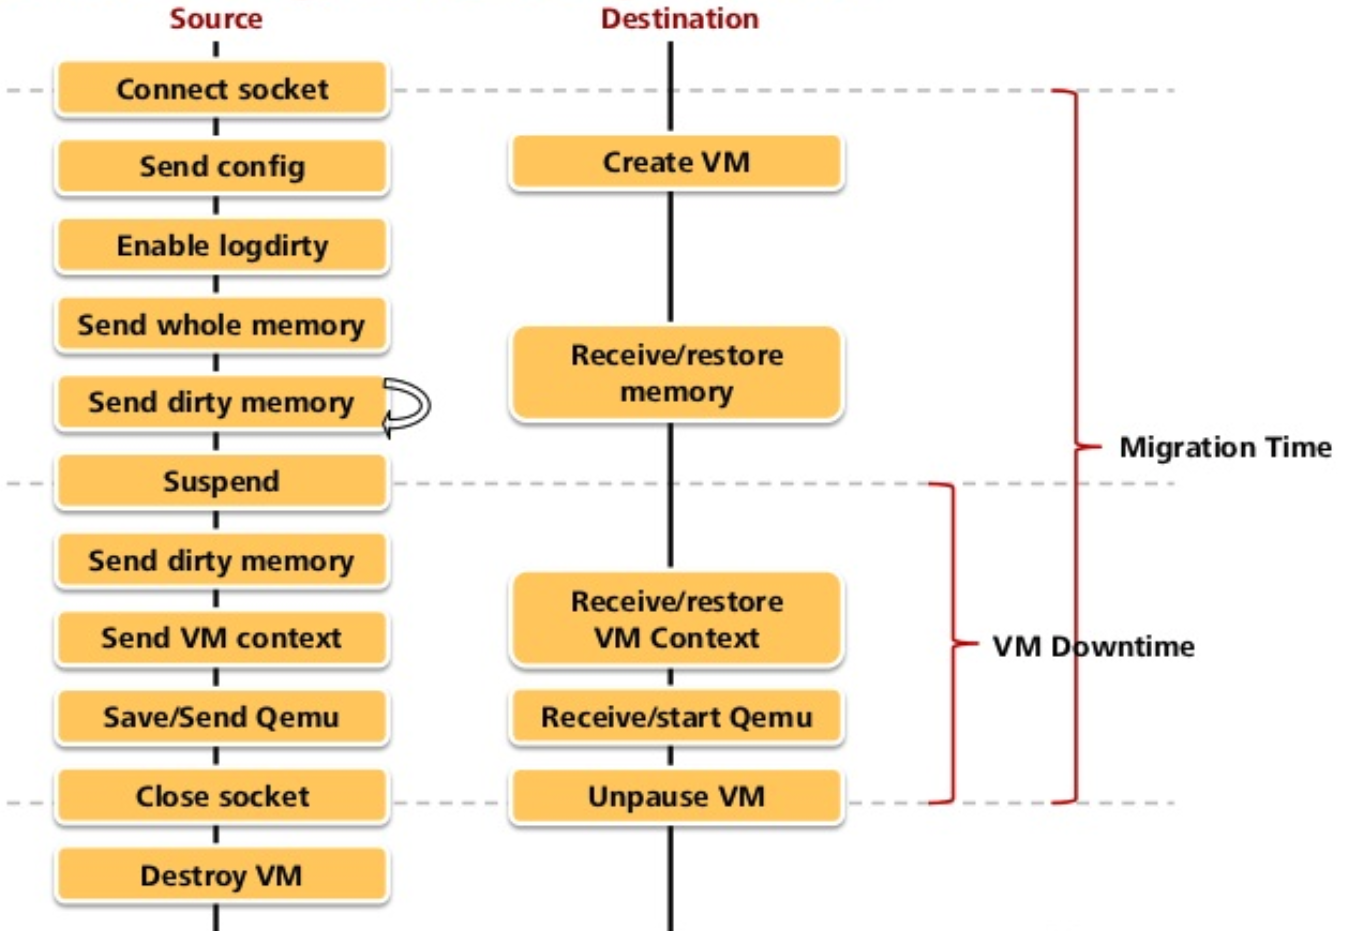 Source
Destination
Connect socket
Create VM
Send config
Enable logdirty
Send whole memory
Receive/restore
memory
Send dirty memory
Migration Time
Suspend
Send dirty memory
Receive/restore
VM Context
Send VM context
VM Downtime
Save/Send Qemu
Receive/start Qemu
Close socket
Unpause VM
Destroy VM